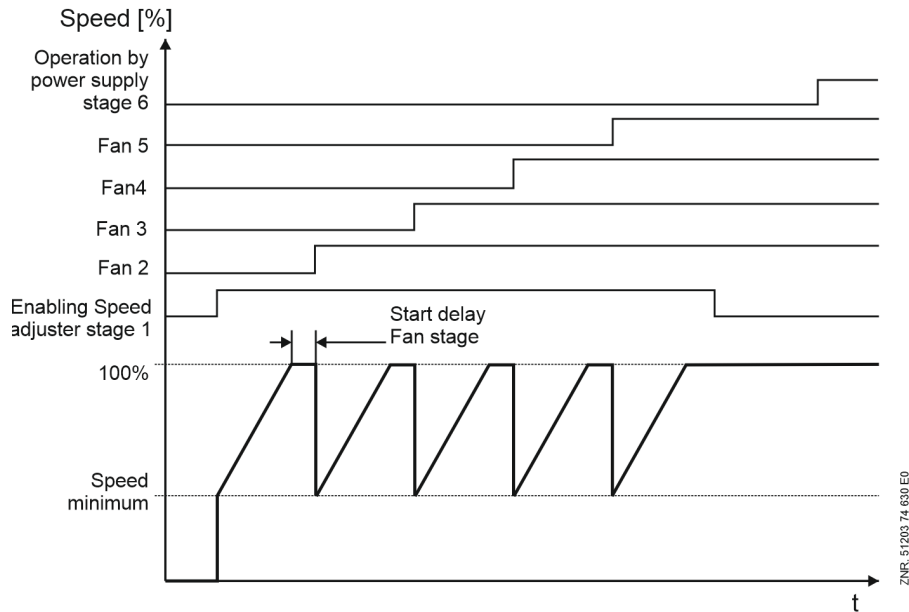 Speed [%]
Operation by
power supply
stage 6
Fan 5
Fan4
Fan 3
Fan 2
Enabling Speed
adjuster stage 1
Start delay
Fan stage
100%
Speed
minimum
t
ZNR. 51203 74 630 E0